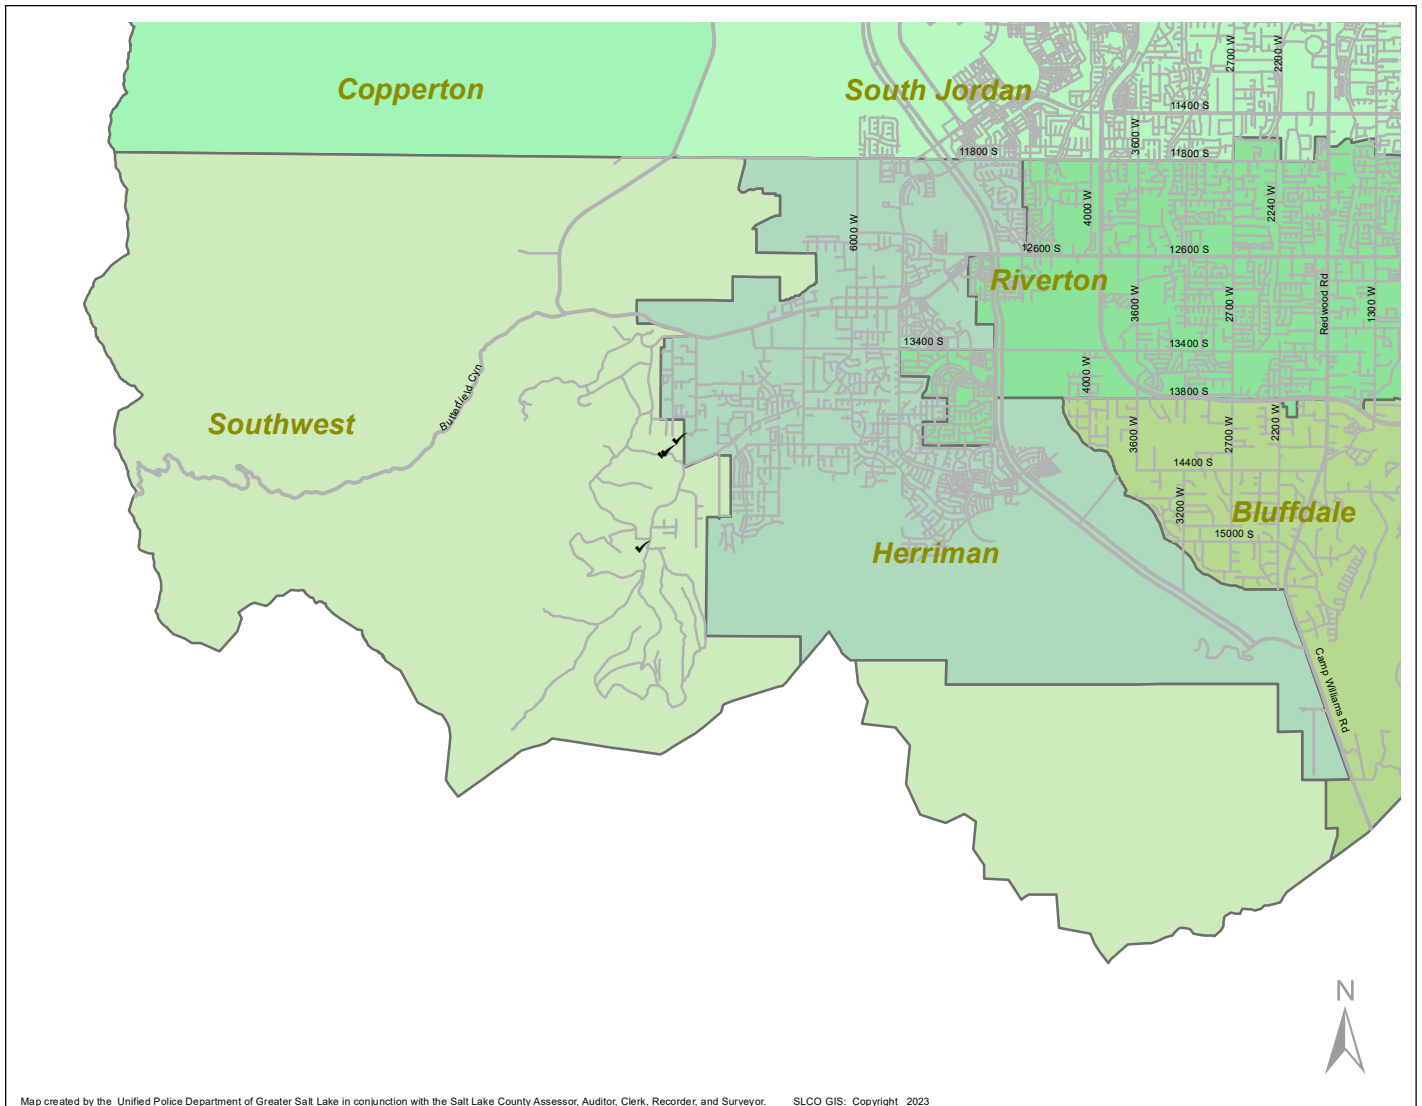 2700 W
2200 W
Copperton
South Jordan
11400 S
3600 W
11800 S
11800 S
4000 W
2240 W
6000 W
12600 S
12600 S
Riverton
3600 W
2700 W
Redwood Rd
1300 W
13400 S
13400 S
4000 W
13800 S
Butterfield Cyn
Southwest
3600 W
2700 W
2200 W
14400 S
3200 W
Bluffdale
15000 S
Herriman
Camp Williams Rd
N
Map created by the Unified Police Department of Greater Salt Lake in conjunction with the Salt Lake County Assessor, Auditor, Clerk, Recorder, and Surveyor. SLCO GIS: Copyright 2023